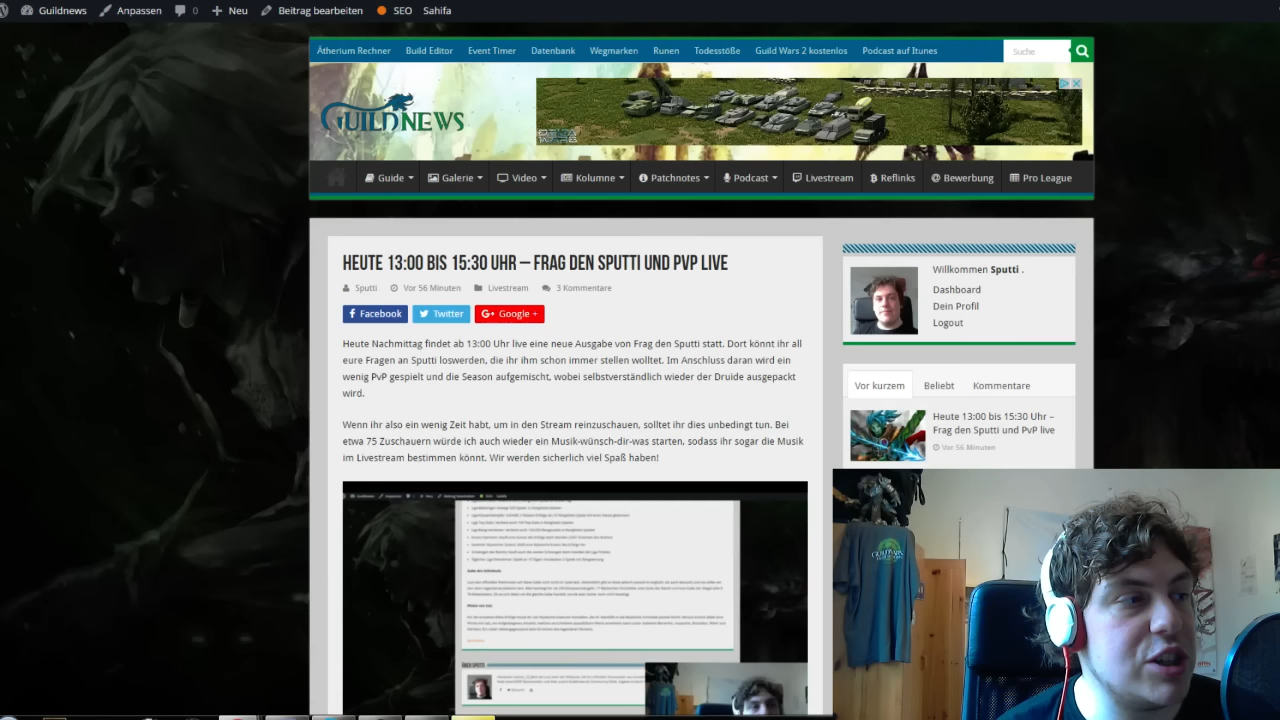 Guildnews Anpassen 0 Neu Beitrag bearbeiten SEO Sahifa
Ätherium Rechner Build Editor Event Timer Datenbank Wegmarken Runen Todesstöße Guild Wars 2 kostenlos Podcast auf Itunes Suche
GUILDNEWS
Guide Galerie Video Kolumne Patchnotes Podcast Livestream Reflinks Bewerbung Pro League
HEUTE 13:00 BIS 15:30 UHR – FRAG DEN SPUTTI UND PVP LIVE
Sputti Vor 56 Minuten Livestream 3 Kommentare
Facebook Twitter Google +
Heute Nachmittag findet ab 13:00 Uhr live eine neue Ausgabe von Frag den Sputti statt. Dort könnt ihr all
eure Fragen an Sputti loswerden, die ihr ihm schon immer stellen wolltet. Im Anschluss daran wird ein
wenig PvP gespielt und die Season aufgemischt, wobei selbstverständlich wieder der Druide ausgepackt
wird.
Wenn ihr also ein wenig Zeit habt, um in den Stream reinzuschauen, solltet ihr dies unbedingt tun. Bei
etwa 75 Zuschauern würde ich auch wieder ein Musik-wünsch-dir-was starten, sodass ihr sogar die Musik
im Livestream bestimmen könnt. Wir werden sicherlich viel Spaß haben!
Willkommen Sputti .
Dashboard
Dein Profil
Logout
Vor kurzem Beliebt Kommentare
Heute 13:00 bis 15:30 Uhr –
Frag den Sputti und PvP live
Vor 56 Minuten